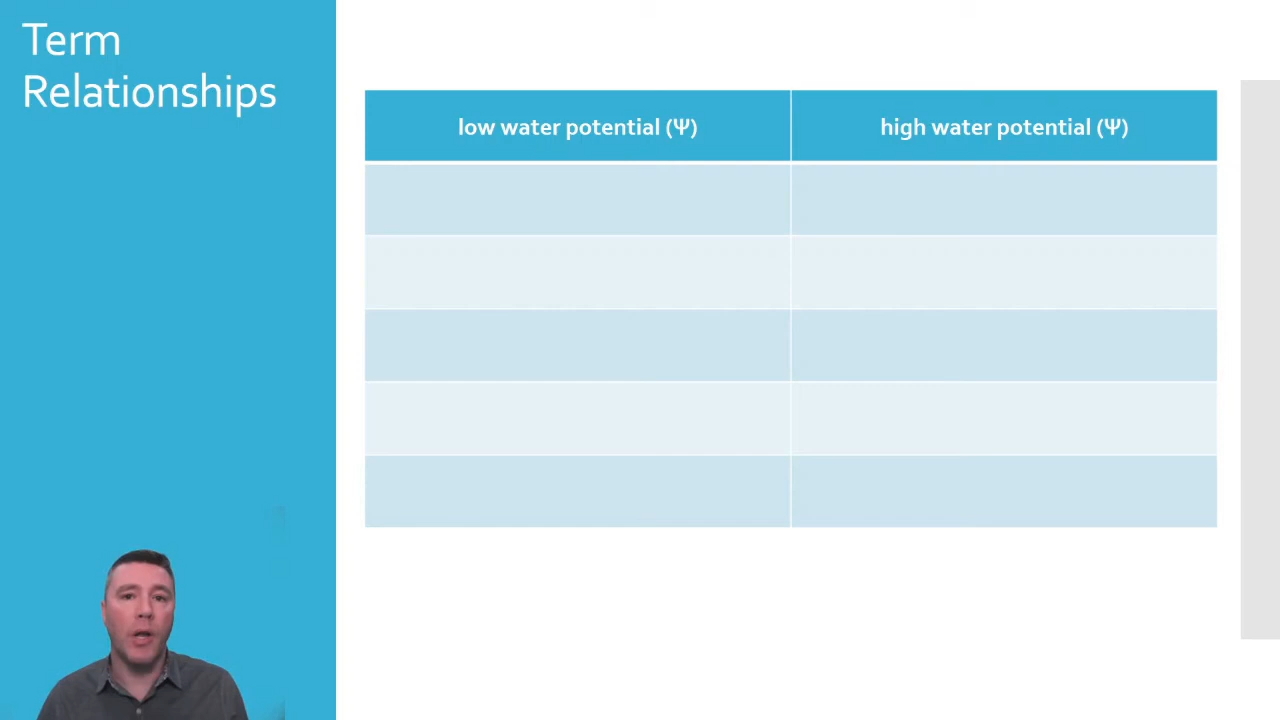 Term
Relationships
low water potential (Ψ)
high water potential (Ψ)